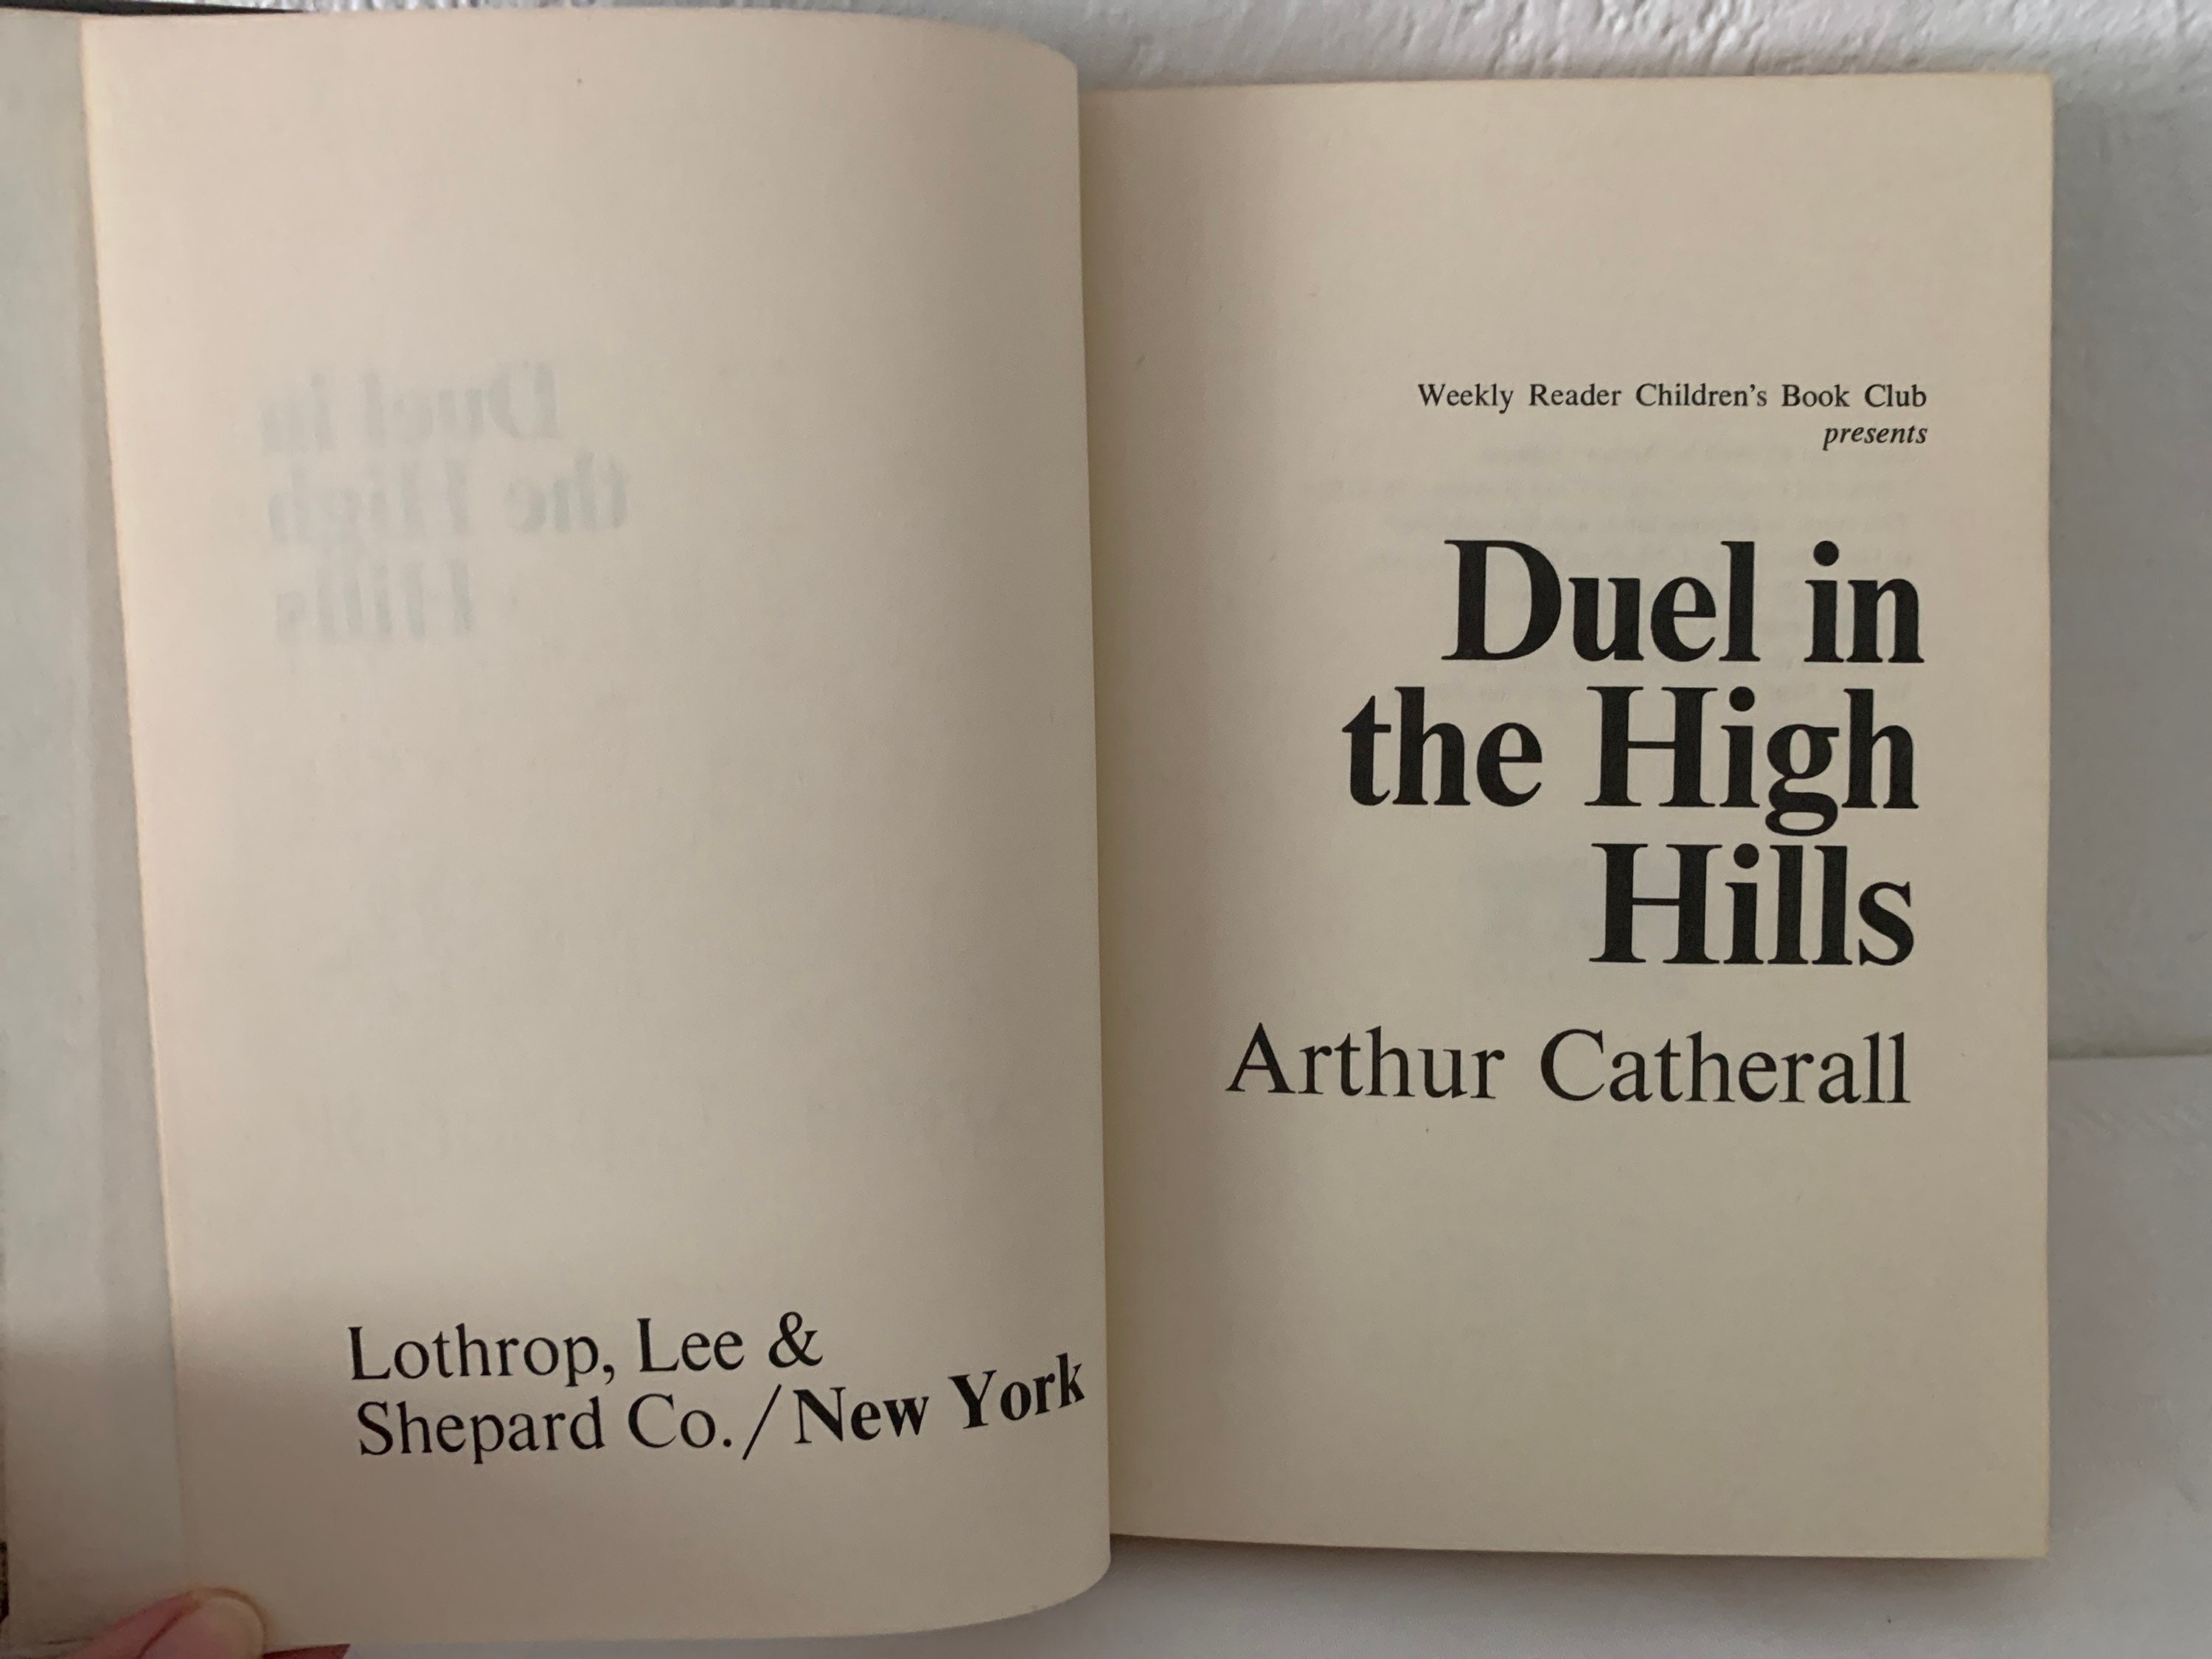 Lothrop, Lee &
Shepard Co./New York
Weekly Reader Children's Book Club
presents
Duel in
the High
Hills
Arthur Catherall